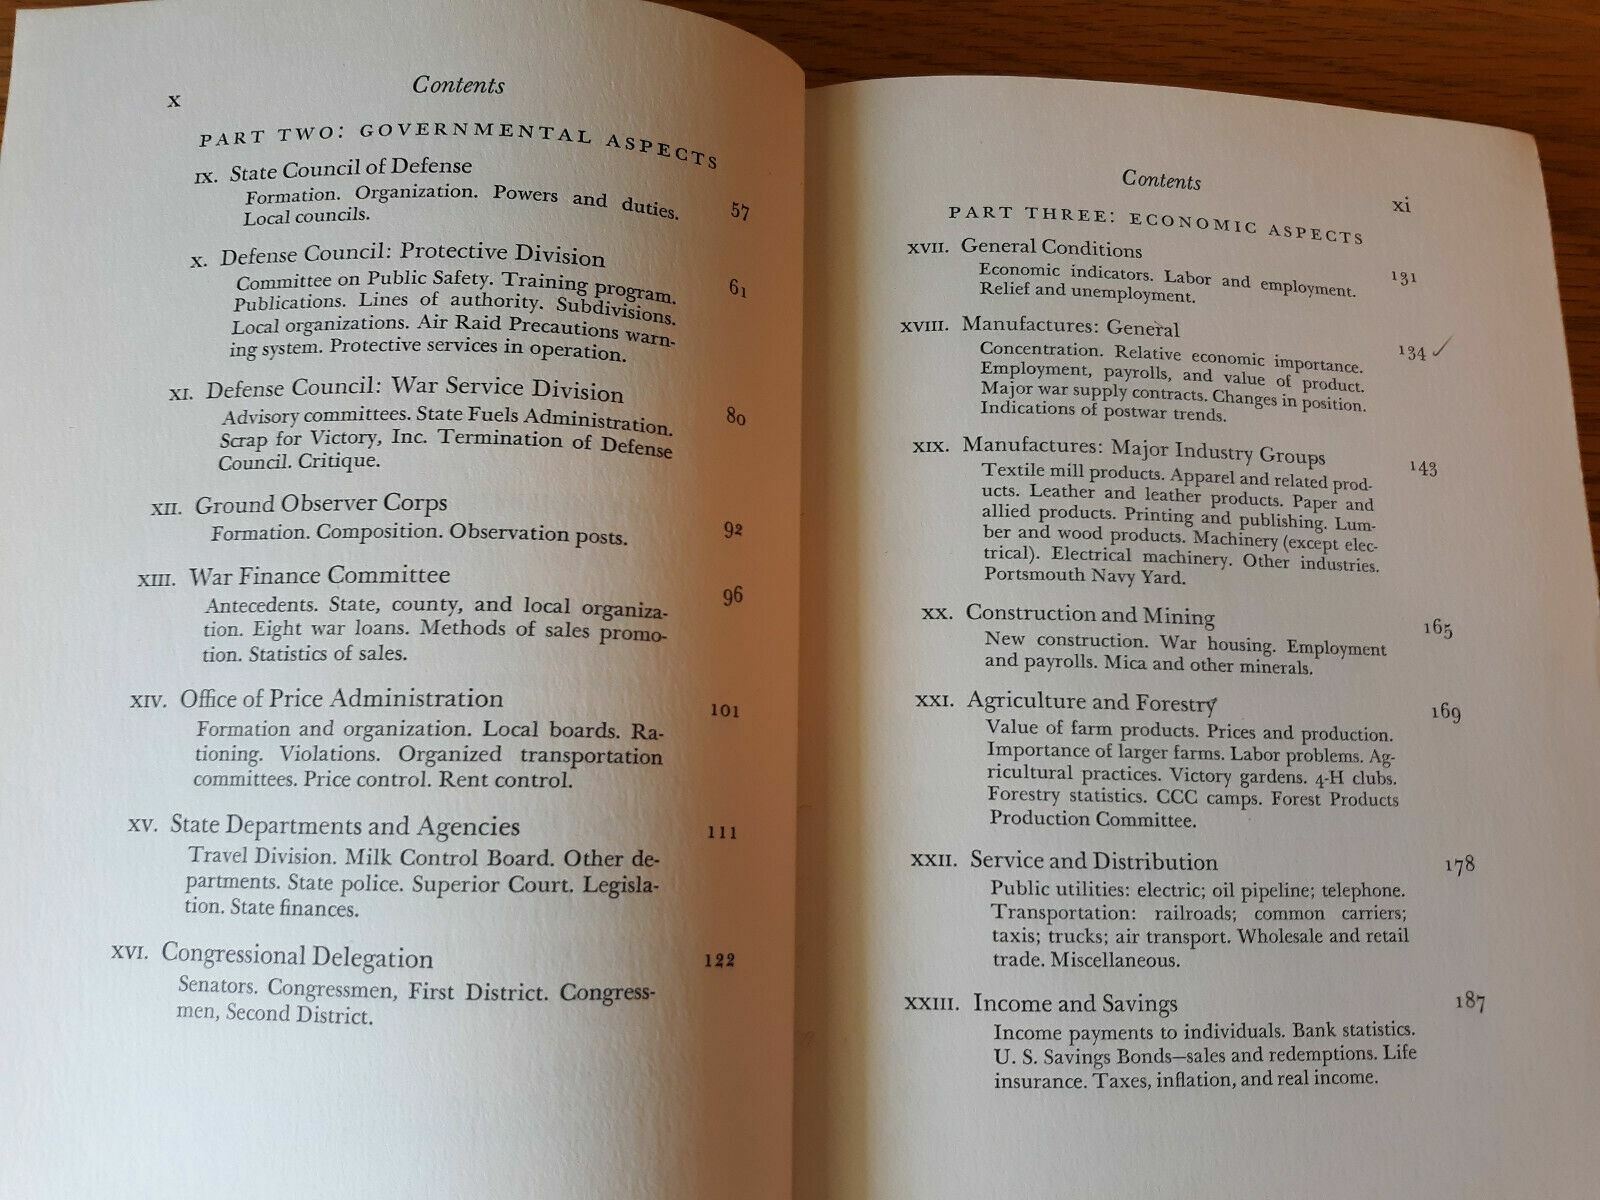 x
Contents
PART TWO: GOVERNMENTAL ASPECTS
IX. State Council of Defense
Formation. Organization. Powers and duties. 57
Local councils.
X. Defense Council: Protective Division
Committee on Public Safety. Training program. 61
Publications. Lines of authority. Subdivisions.
Local organizations. Air Raid Precautions warn-
ing system. Protective services in operation.
XI. Defense Council: War Service Division
Advisory committees. State Fuels Administration. 80
Scrap for Victory, Inc. Termination of Defense
Council. Critique.
XII. Ground Observer Corps
Formation. Composition. Observation posts. 92
XIII. War Finance Committee
Antecedents. State, county, and local organiza- 96
tion. Eight war loans. Methods of sales promo-
tion. Statistics of sales.
XIV. Office of Price Administration 101
Formation and organization. Local boards. Ra-
tioning. Violations. Organized transportation
committees. Price control. Rent control.
XV. State Departments and Agencies 111
Travel Division. Milk Control Board. Other de-
partments. State police. Superior Court. Legisla-
tion. State finances.
XVI. Congressional Delegation 122
Senators. Congressmen, First District. Congress-
men, Second District.
Contents
xi
PART THREE: ECONOMIC ASPECTS
XVII. General Conditions 131
Economic indicators. Labor and employment.
Relief and unemployment.
XVIII. Manufactures: General 134
Concentration. Relative economic importance.
Employment, payrolls, and value of product.
Major war supply contracts. Changes in position.
Indications of postwar trends.
XIX. Manufactures: Major Industry Groups 143
Textile mill products. Apparel and related prod-
ucts. Leather and leather products. Paper and
allied products. Printing and publishing. Lum-
ber and wood products. Machinery (except elec-
trical). Electrical machinery. Other industries.
Portsmouth Navy Yard.
XX. Construction and Mining 165
New construction. War housing. Employment
and payrolls. Mica and other minerals.
XXI. Agriculture and Forestry 169
Value of farm products. Prices and production.
Importance of larger farms. Labor problems. Ag-
ricultural practices. Victory gardens. 4-H clubs.
Forestry statistics. CCC camps. Forest Products
Production Committee.
XXII. Service and Distribution 178
Public utilities: electric; oil pipeline; telephone.
Transportation: railroads; common carriers;
taxis; trucks; air transport. Wholesale and retail
trade. Miscellaneous.
XXIII. Income and Savings 187
Income payments to individuals. Bank statistics.
U. S. Savings Bonds—sales and redemptions. Life
insurance. Taxes, inflation, and real income.